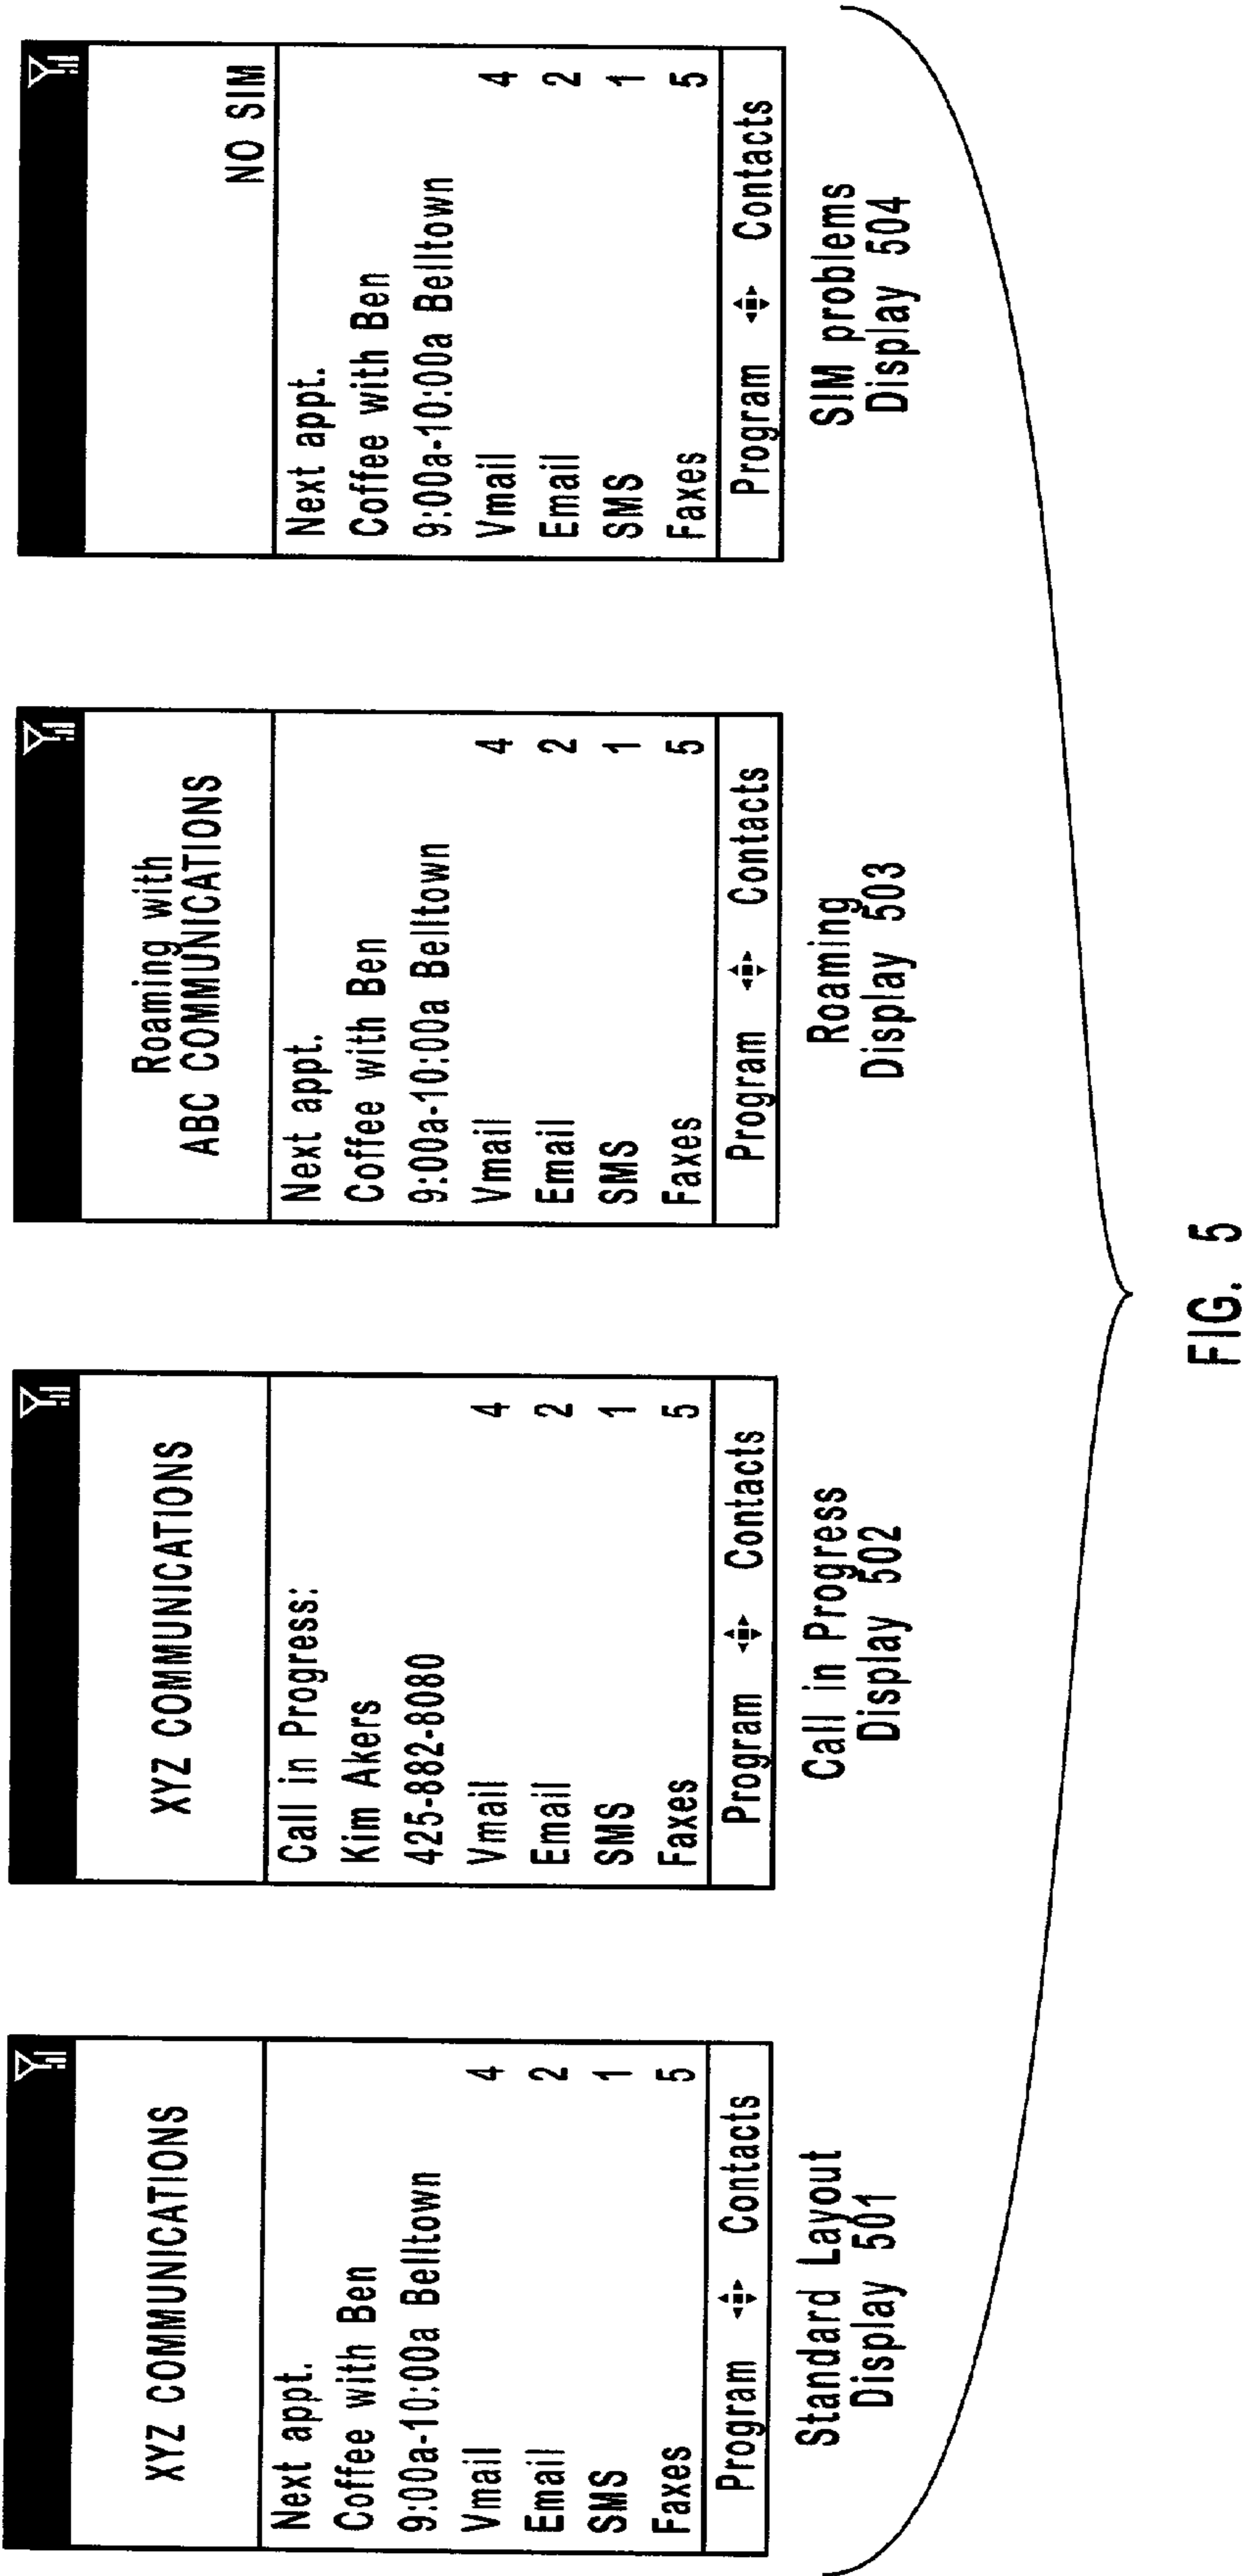 XYZ COMMUNICATIONS
Next appt.
Coffee with Ben
9:00a-10:00a Belltown
Vmail 4
Email 2
SMS 1
Faxes 5
Program Contacts
Standard Layout
Display 501
XYZ COMMUNICATIONS
Call in Progress:
Kim Akers
425-882-8080
Vmail 4
Email 2
SMS 1
Faxes 5
Program Contacts
Call in Progress
Display 502
Roaming with
ABC COMMUNICATIONS
Next appt.
Coffee with Ben
9:00a-10:00a Belltown
Vmail 4
Email 2
SMS 1
Faxes 5
Program Contacts
Roaming
Display 503
NO SIM
Next appt.
Coffee with Ben
9:00a-10:00a Belltown
Vmail 4
Email 2
SMS 1
Faxes 5
Program Contacts
SIM problems
Display 504
FIG. 5